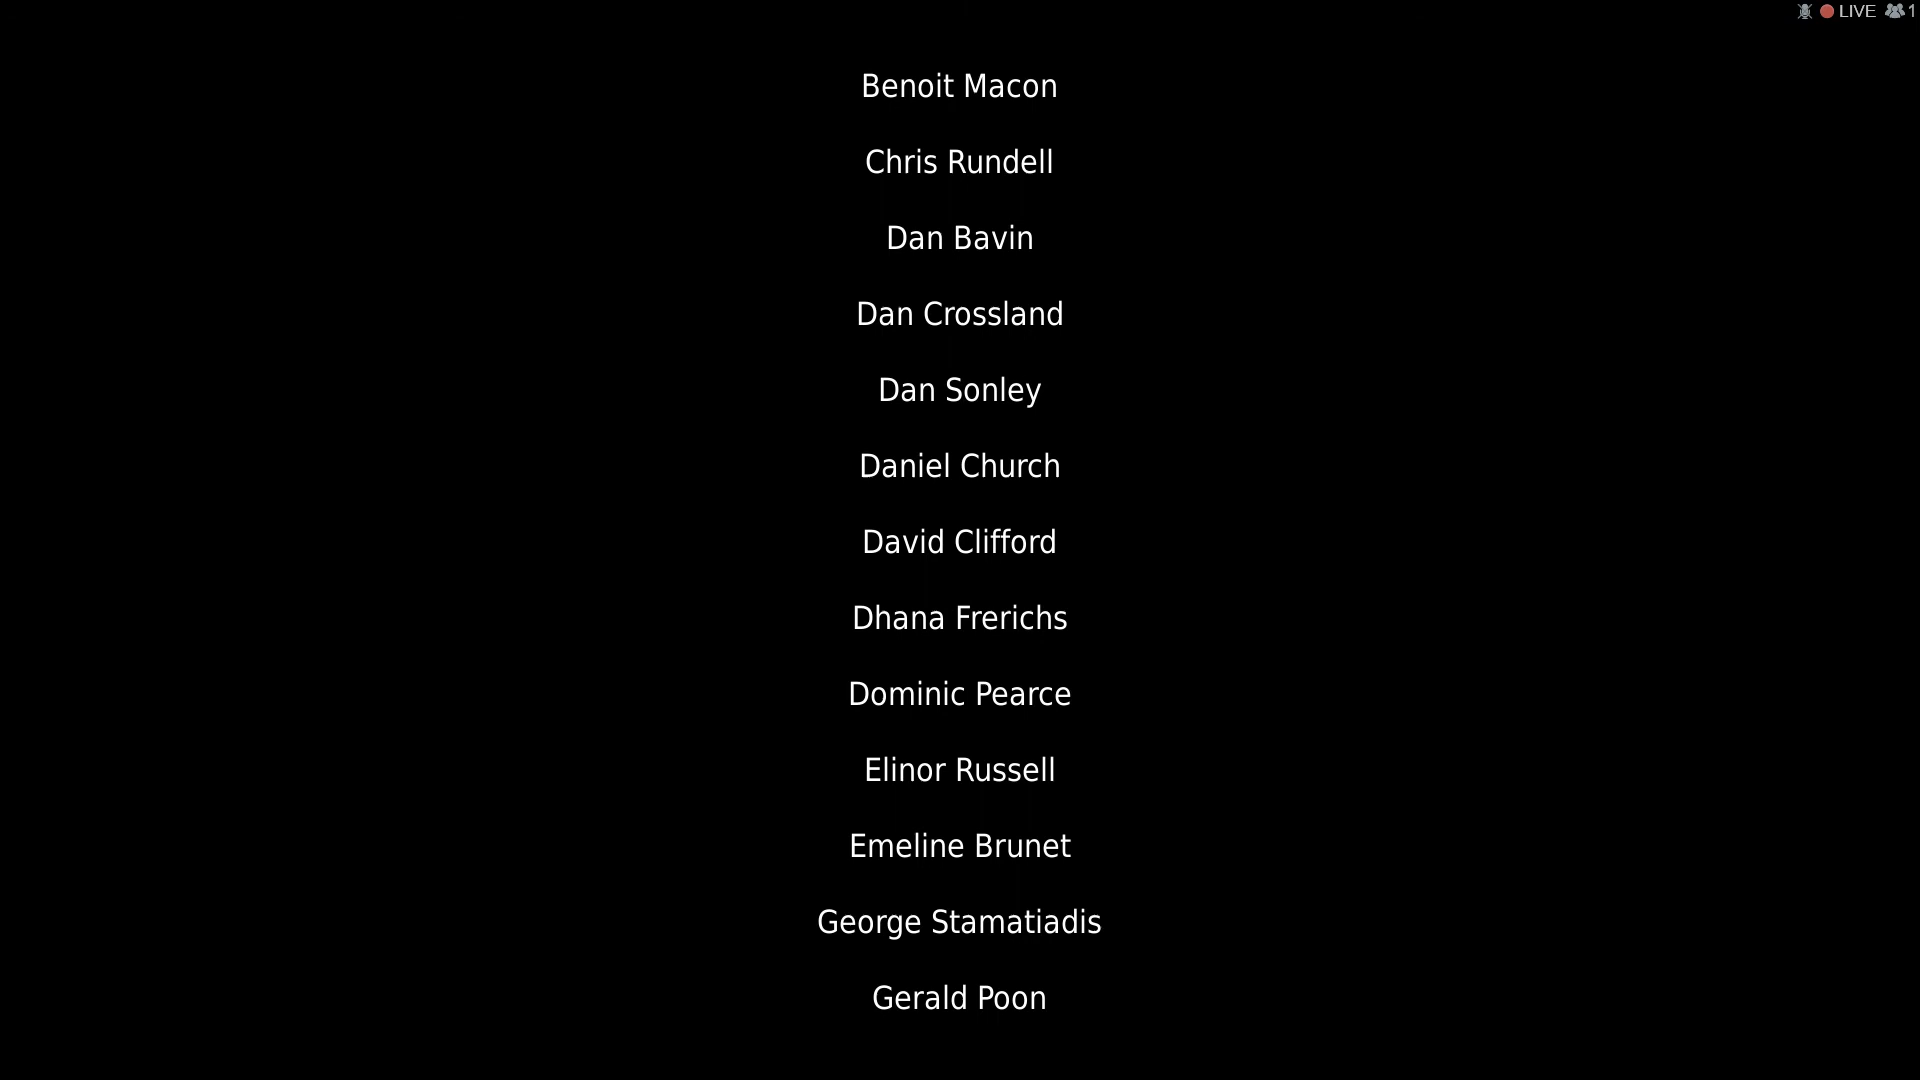 LIVE 1
Benoit Macon
Chris Rundell
Dan Bavin
Dan Crossland
Dan Sonley
Daniel Church
David Clifford
Dhana Frerichs
Dominic Pearce
Elinor Russell
Emeline Brunet
George Stamatiadis
Gerald Poon